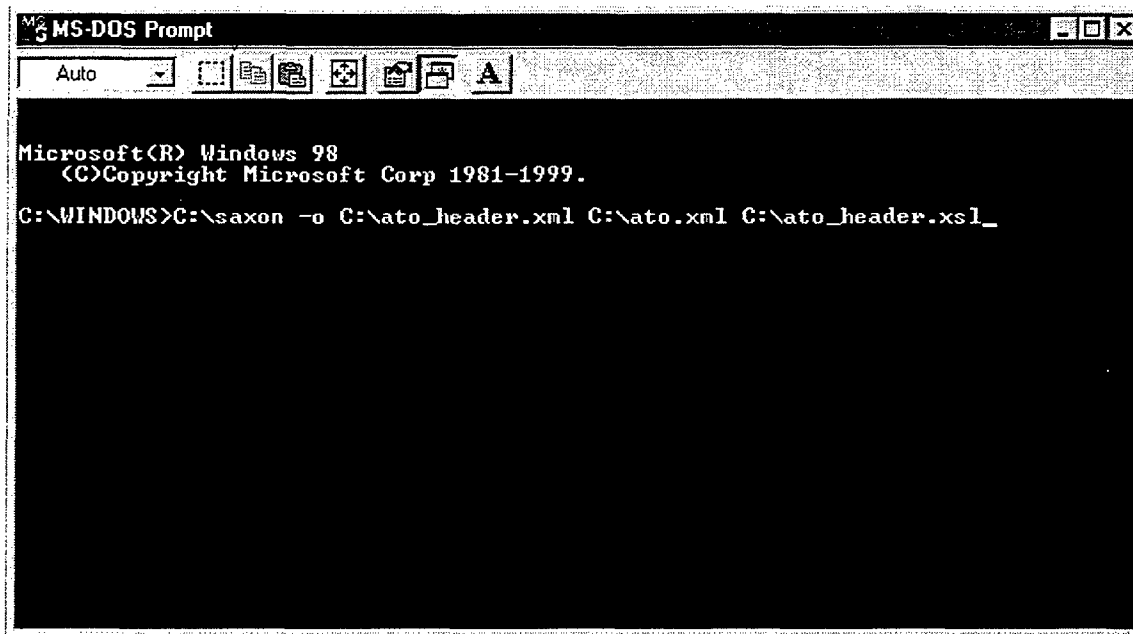 MS-DOS Prompt
Auto
A
Microsoft(R) Windows 98
(C)Copyright Microsoft Corp 1981-1999.
C:\WINDOWS>C:\saxon -o C:\ato_header.xml C:\ato.xml C:\ato_header.xsl_